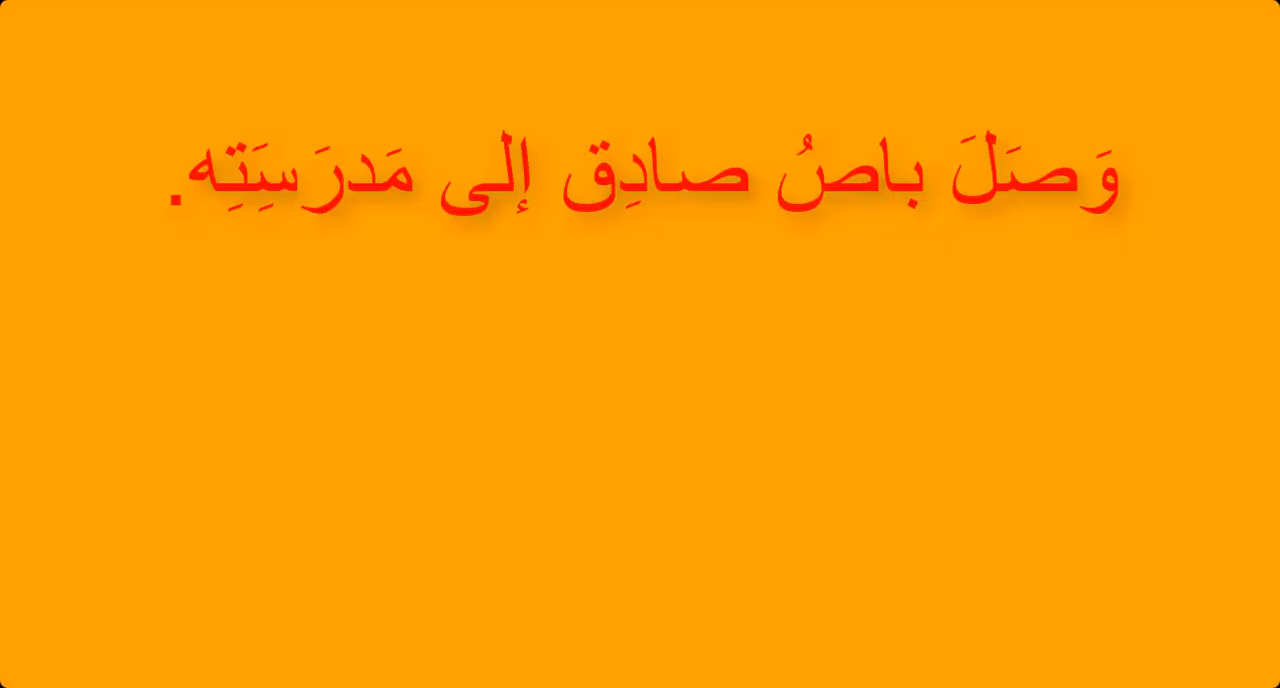 وَصَلَ باصُ صادِق إلى مَدرَسَِتِه.